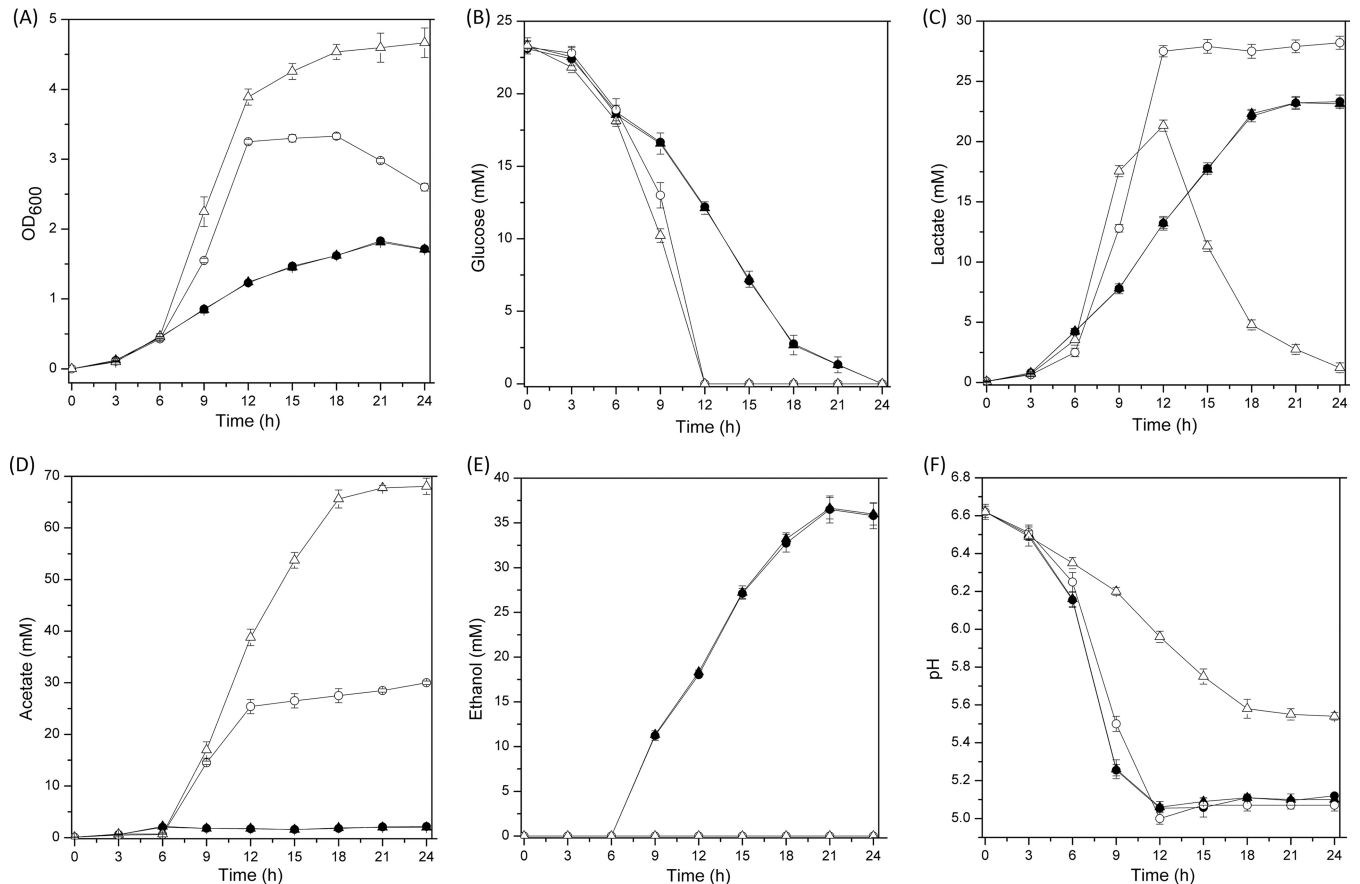 (A)
5
4
3
2
1
0
OD600
0 3 6 9 12 15 18 21 24
Time (h)
(B)
25
20
15
10
5
0
Glucose (mM)
0 3 6 9 12 15 18 21 24
Time (h)
(C)
30
25
20
15
10
5
0
Lactate (mM)
0 3 6 9 12 15 18 21 24
Time (h)
(D)
70
60
50
40
30
20
10
0
Acetate (mM)
0 3 6 9 12 15 18 21 24
Time (h)
(E)
40
35
30
25
20
15
10
5
0
Ethanol (mM)
0 3 6 9 12 15 18 21 24
Time (h)
(F)
6.8
6.6
6.4
6.2
6.0
5.8
5.6
5.4
5.2
5.0
pH
0 3 6 9 12 15 18 21 24
Time (h)